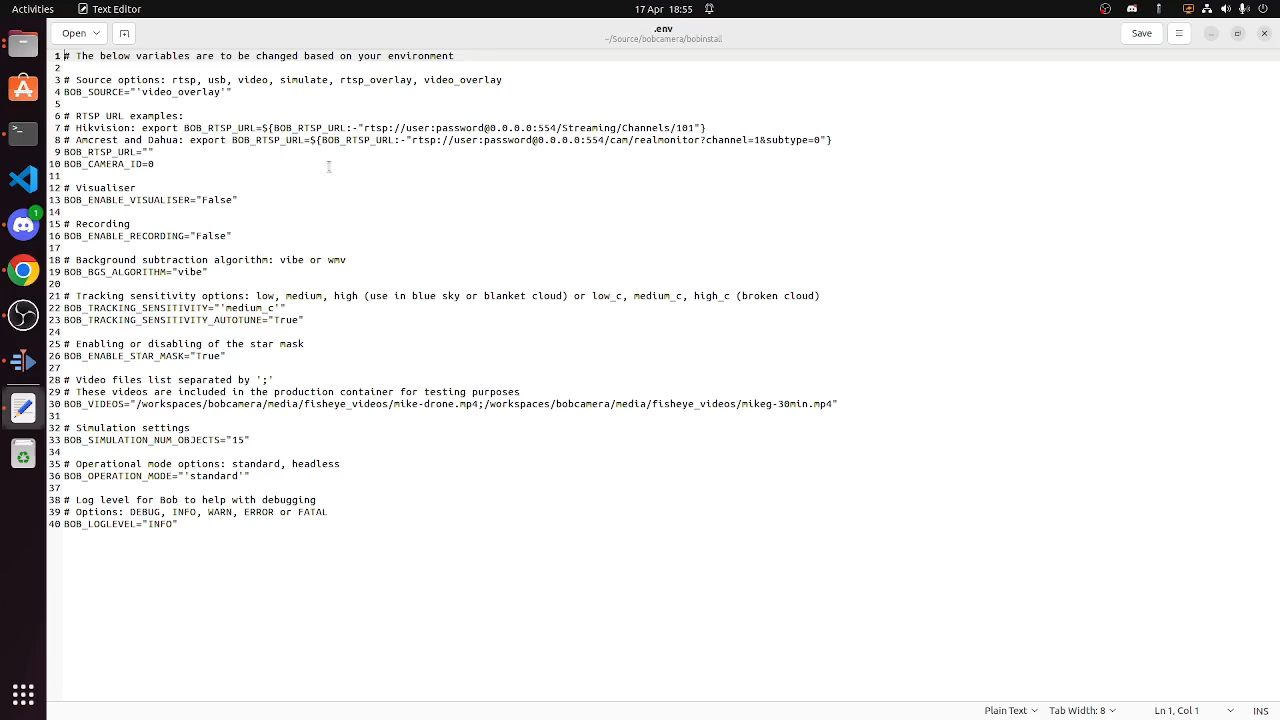 Activities Text Editor 17 Apr 18:55
Open .env Save
~/Source/bobcamera/bobinstall
1 # The below variables are to be changed based on your environment
2
3 # Source options: rtsp, usb, video, simulate, rtsp_overlay, video_overlay
4 BOB_SOURCE="'video_overlay'"
5
6 # RTSP URL examples:
7 # Hikvision: export BOB_RTSP_URL=${BOB_RTSP_URL:-"rtsp://user:password@0.0.0.0:554/Streaming/Channels/101"}
8 # Amcrest and Dahua: export BOB_RTSP_URL=${BOB_RTSP_URL:-"rtsp://user:password@0.0.0.0:554/cam/realmonitor?channel=1&subtype=0"}
9 BOB_RTSP_URL=""
10 BOB_CAMERA_ID=0
11
12 # Visualiser
13 BOB_ENABLE_VISUALISER="False"
14
15 # Recording
16 BOB_ENABLE_RECORDING="False"
17
18 # Background subtraction algorithm: vibe or wmv
19 BOB_BGS_ALGORITHM="vibe"
20
21 # Tracking sensitivity options: low, medium, high (use in blue sky or blanket cloud) or low_c, medium_c, high_c (broken cloud)
22 BOB_TRACKING_SENSITIVITY="'medium_c'"
23 BOB_TRACKING_SENSITIVITY_AUTOTUNE="True"
24
25 # Enabling or disabling of the star mask
26 BOB_ENABLE_STAR_MASK="True"
27
28 # Video files list separated by ';'
29 # These videos are included in the production container for testing purposes
30 BOB_VIDEOS="/workspaces/bobcamera/media/fisheye_videos/mike-drone.mp4;/workspaces/bobcamera/media/fisheye_videos/mikeg-30min.mp4"
31
32 # Simulation settings
33 BOB_SIMULATION_NUM_OBJECTS="15"
34
35 # Operational mode options: standard, headless
36 BOB_OPERATION_MODE="'standard'"
37
38 # Log level for Bob to help with debugging
39 # Options: DEBUG, INFO, WARN, ERROR or FATAL
40 BOB_LOGLEVEL="INFO"
1
Plain Text Tab Width: 8 Ln 1, Col 1 INS